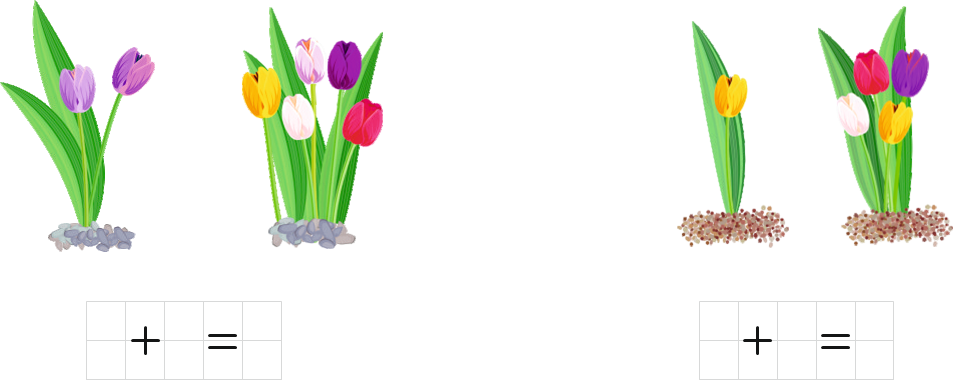 + = + =